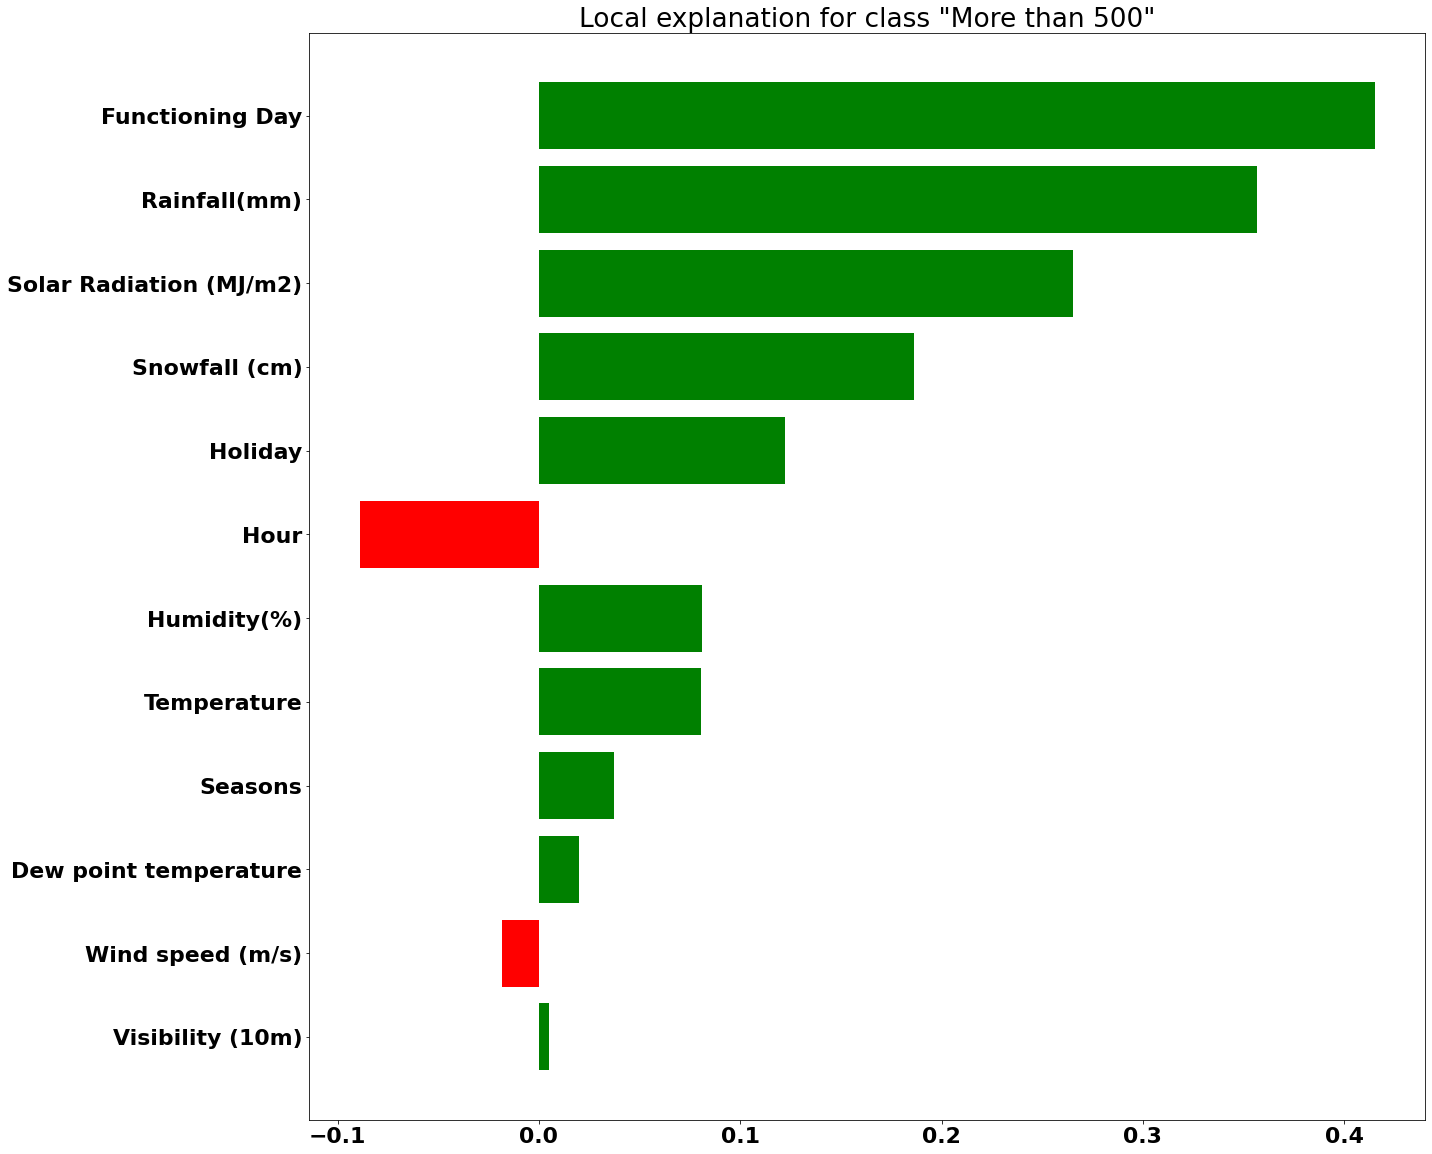 Local explanation for class "More than 500"
Functioning Day
Rainfall(mm)
Solar Radiation (MJ/m2)
Snowfall (cm)
Holiday
Hour
Humidity(%)
Temperature
Seasons
Dew point temperature
Wind speed (m/s)
Visibility (10m)
−0.1 0.0 0.1 0.2 0.3 0.4